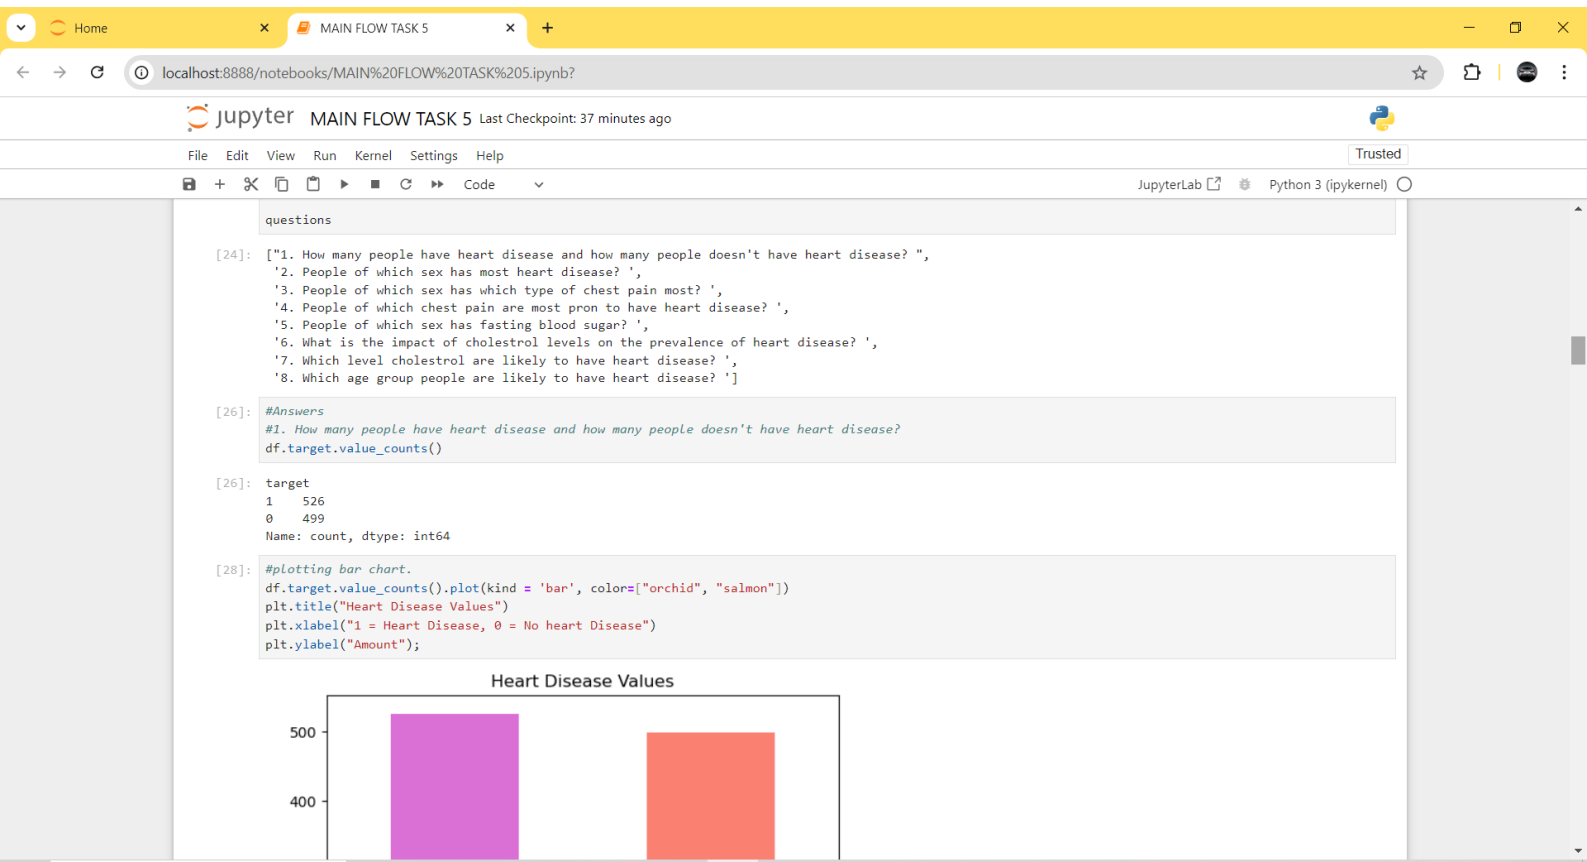 Home
MAIN FLOW TASK 5
localhost:8888/notebooks/MAIN%20FLOW%20TASK%205.ipynb?
jupyter MAIN FLOW TASK 5 Last Checkpoint: 37 minutes ago
File Edit View Run Kernel Settings Help Trusted
Code JupyterLab Python 3 (ipykernel)
questions
[24]: ["1. How many people have heart disease and how many people doesn't have heart disease? ",
'2. People of which sex has most heart disease? ',
'3. People of which sex has which type of chest pain most? ',
'4. People of which chest pain are most pron to have heart disease? ',
'5. People of which sex has fasting blood sugar? ',
'6. What is the impact of cholestrol levels on the prevalence of heart disease? ',
'7. Which level cholestrol are likely to have heart disease? ',
'8. Which age group people are likely to have heart disease? ']
[26]: #Answers
#1. How many people have heart disease and how many people doesn't have heart disease?
df.target.value_counts()
[26]: target
1    526
0    499
Name: count, dtype: int64
[28]: #plotting bar chart.
df.target.value_counts().plot(kind = 'bar', color=["orchid", "salmon"])
plt.title("Heart Disease Values")
plt.xlabel("1 = Heart Disease, 0 = No heart Disease")
plt.ylabel("Amount");
Heart Disease Values
500
400